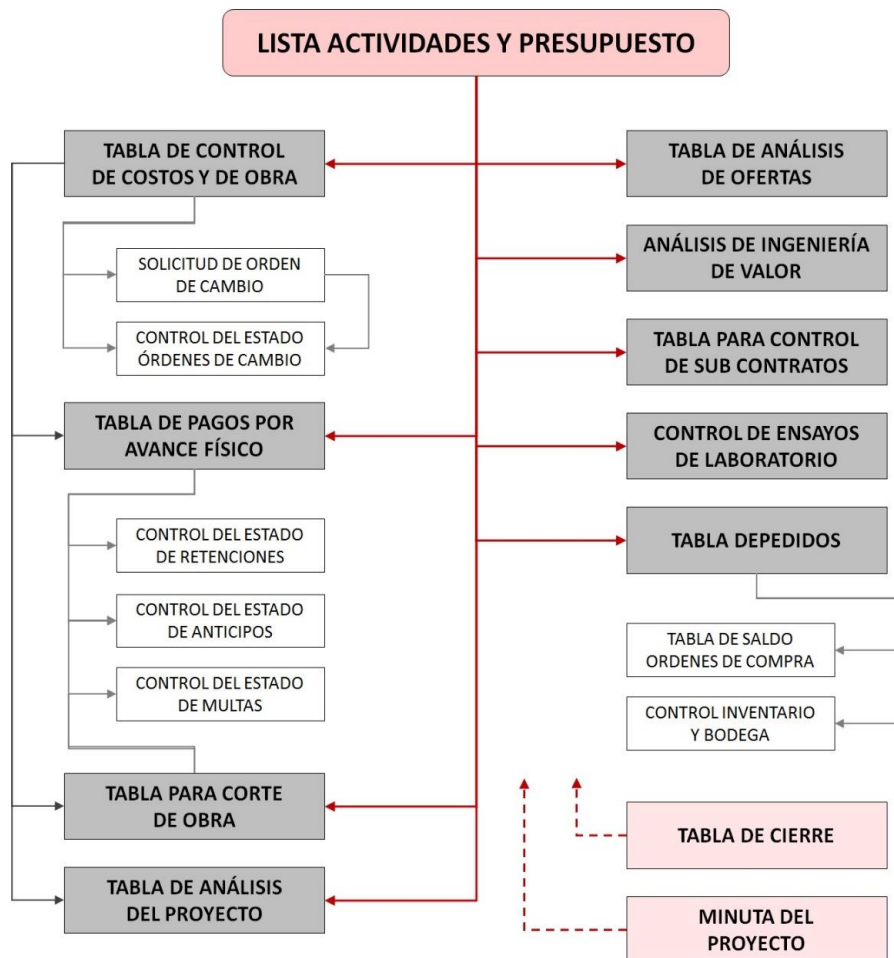 LISTA ACTIVIDADES Y PRESUPUESTO
TABLA DE CONTROL
DE COSTOS Y DE OBRA
SOLICITUD DE ORDEN
DE CAMBIO
CONTROL DEL ESTADO
ÓRDENES DE CAMBIO
TABLA DE PAGOS POR
AVANCE FÍSICO
CONTROL DEL ESTADO
DE RETENCIONES
CONTROL DEL ESTADO
DE ANTICIPOS
CONTROL DEL ESTADO
DE MULTAS
TABLA PARA CORTE
DE OBRA
TABLA DE ANÁLISIS
DEL PROYECTO
TABLA DE ANÁLISIS
DE OFERTAS
ANÁLISIS DE INGENIERÍA
DE VALOR
TABLA PARA CONTROL
DE SUB CONTRATOS
CONTROL DE ENSAYOS
DE LABORATORIO
TABLA DEPEDIDOS
TABLA DE SALDO
ORDENES DE COMPRA
CONTROL INVENTARIO
Y BODEGA
TABLA DE CIERRE
MINUTA DEL
PROYECTO